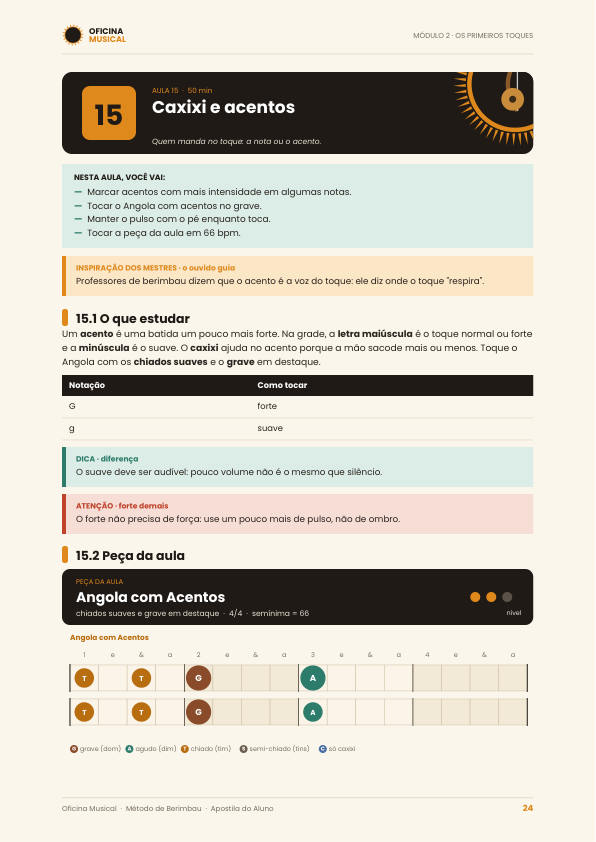 OFICINA
MUSICAL
MÓDULO 2 · OS PRIMEIROS TOQUES
15
AULA 15 · 50 min
Caxixi e acentos
Quem manda no toque: a nota ou o acento.
NESTA AULA, VOCÊ VAI:
— Marcar acentos com mais intensidade em algumas notas.
— Tocar o Angola com acentos no grave.
— Manter o pulso com o pé enquanto toca.
— Tocar a peça da aula em 66 bpm.
INSPIRAÇÃO DOS MESTRES · o ouvido guia
Professores de berimbau dizem que o acento é a voz do toque: ele diz onde o toque "respira".
15.1 O que estudar
Um acento é uma batida um pouco mais forte. Na grade, a letra maiúscula é o toque normal ou forte
e a minúscula é o suave. O caxixi ajuda no acento porque a mão sacode mais ou menos. Toque o
Angola com os chiados suaves e o grave em destaque.
Notação Como tocar
G forte
g suave
DICA · diferença
O suave deve ser audível: pouco volume não é o mesmo que silêncio.
ATENÇÃO · forte demais
O forte não precisa de força: use um pouco mais de pulso, não de ombro.
15.2 Peça da aula
PEÇA DA AULA
Angola com Acentos
chiados suaves e grave em destaque · 4/4 · semínima = 66
nível
Angola com Acentos
1 e & a 2 e & a 3 e & a 4 e & a
T T G A
T T G A
G grave (dom) A agudo (dim) T chiado (tim) S semi-chiado (tins) C só caxixi
Oficina Musical · Método de Berimbau · Apostila do Aluno
24